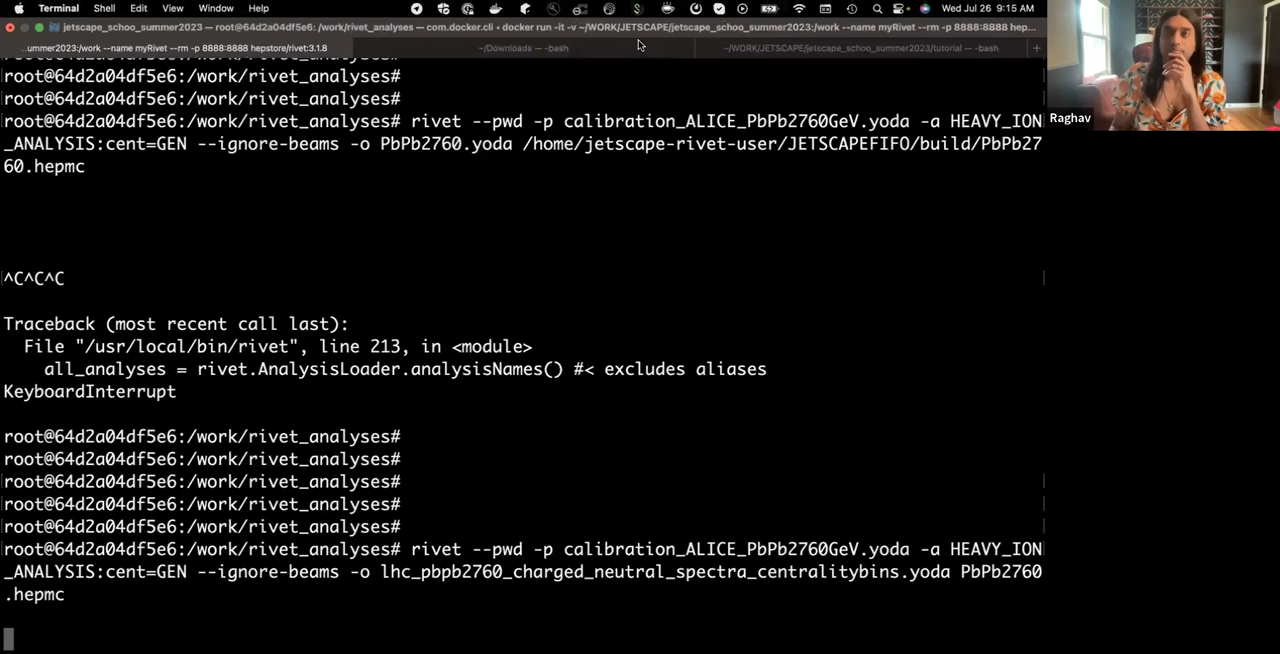 Terminal Shell Edit View Window Help Wed Jul 26 9:15 AM
jetscape_schoo_summer2023 — root@64d2a04df5e6: /work/rivet_analyses — com.docker.cli • docker run -it -v ~/WORK/JETSCAPE/jetscape_schoo_summer2023:/work --name myRivet --rm -p 8888:8888 hep...
...ummer2023:/work --name myRivet --rm -p 8888:8888 hepstore/rivet:3.1.8 ~/Downloads — -bash ~/WORK/JETSCAPE/jetscape_schoo_summer2023/tutorial — -bash +
root@64d2a04df5e6:/work/rivet_analyses#
root@64d2a04df5e6:/work/rivet_analyses#
root@64d2a04df5e6:/work/rivet_analyses# rivet --pwd -p calibration_ALICE_PbPb2760GeV.yoda -a HEAVY_ION
_ANALYSIS:cent=GEN --ignore-beams -o PbPb2760.yoda /home/jetscape-rivet-user/JETSCAPEFIFO/build/PbPb27
60.hepmc
^C^C^C
Traceback (most recent call last):
File "/usr/local/bin/rivet", line 213, in <module>
all_analyses = rivet.AnalysisLoader.analysisNames() #< excludes aliases
KeyboardInterrupt
root@64d2a04df5e6:/work/rivet_analyses#
root@64d2a04df5e6:/work/rivet_analyses#
root@64d2a04df5e6:/work/rivet_analyses#
root@64d2a04df5e6:/work/rivet_analyses#
root@64d2a04df5e6:/work/rivet_analyses#
root@64d2a04df5e6:/work/rivet_analyses# rivet --pwd -p calibration_ALICE_PbPb2760GeV.yoda -a HEAVY_ION
_ANALYSIS:cent=GEN --ignore-beams -o lhc_pbpb2760_charged_neutral_spectra_centralitybins.yoda PbPb2760
.hepmc
Raghav